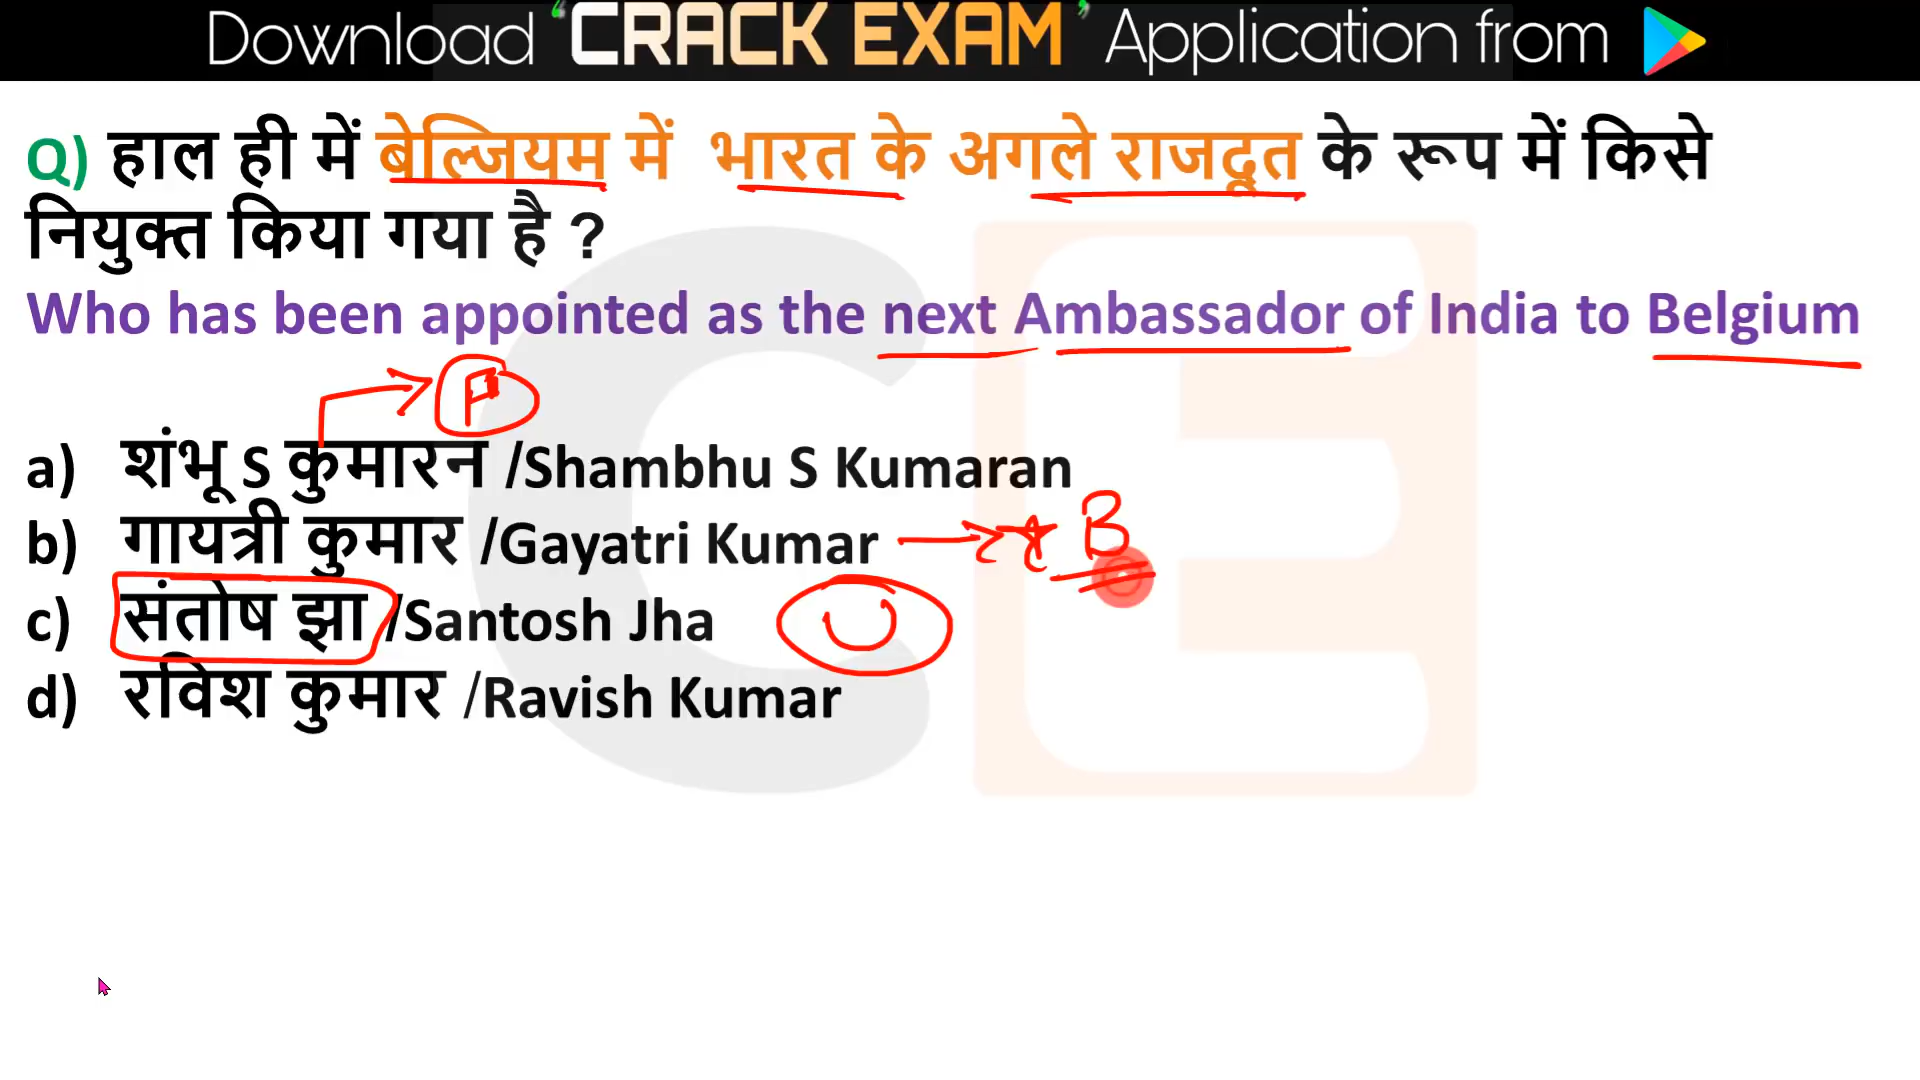 Download ‘CRACK EXAM’ Application from
Q) हाल ही में बेल्जियम में भारत के अगले राजदूत के रूप में किसे
नियुक्त किया गया है ?
Who has been appointed as the next Ambassador of India to Belgium
P
a) शंभू S कुमारन /Shambhu S Kumaran
b) गायत्री कुमार /Gayatri Kumar B
c) संतोष झा /Santosh Jha U
d) रविश कुमार /Ravish Kumar
CE